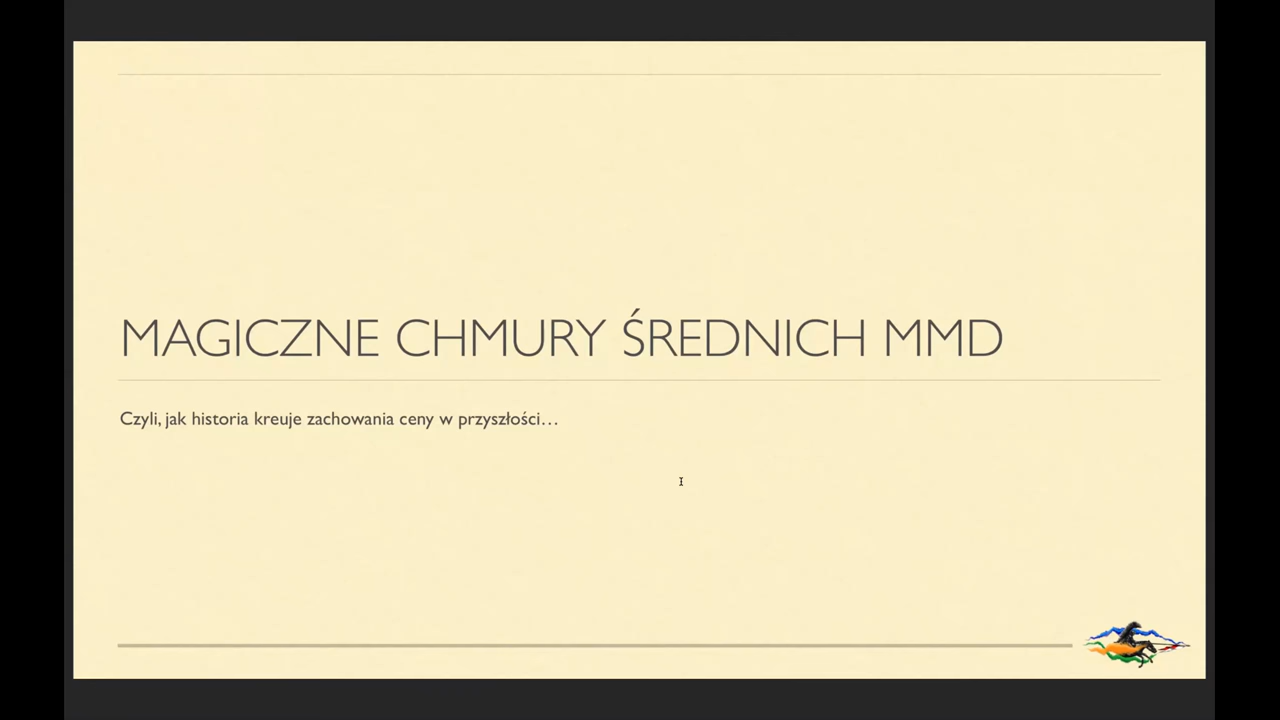 MAGICZNE CHMURY ŚREDNICH MMD
Czyli, jak historia kreuje zachowania ceny w przyszłości…